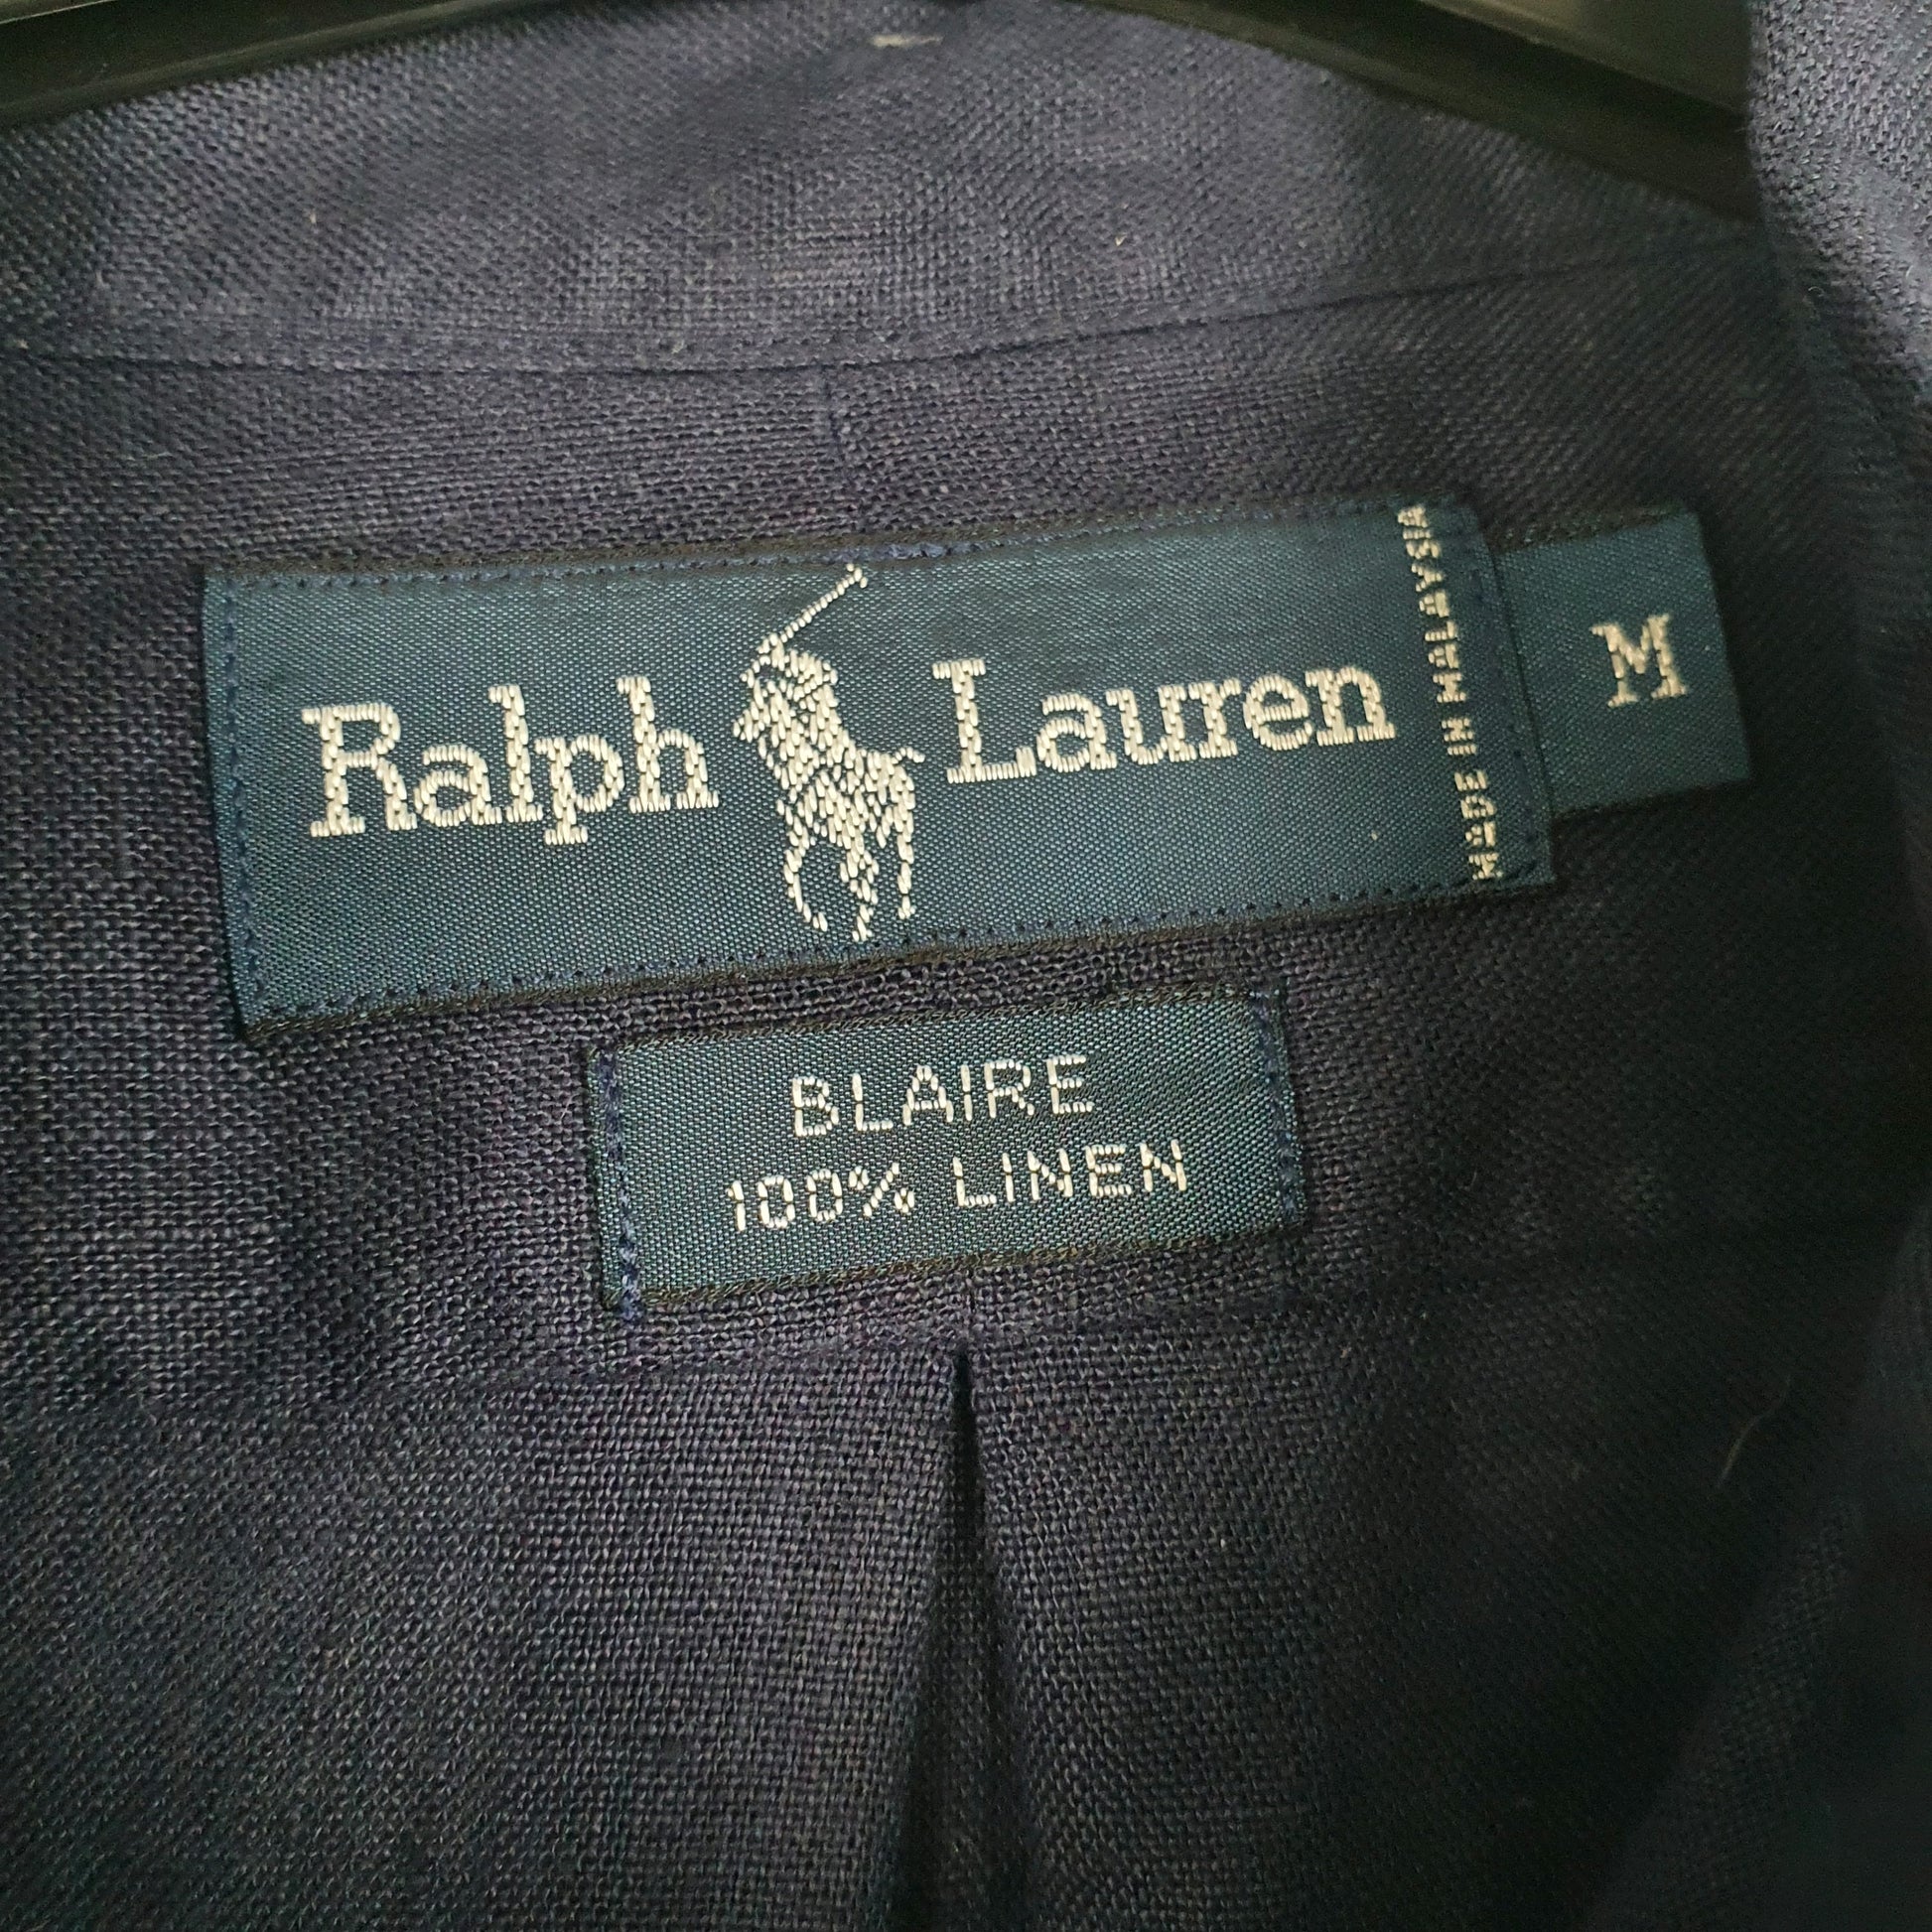 Ralph Lauren
MADE IN MALAYSIA
M
BLAIRE
100% LINEN